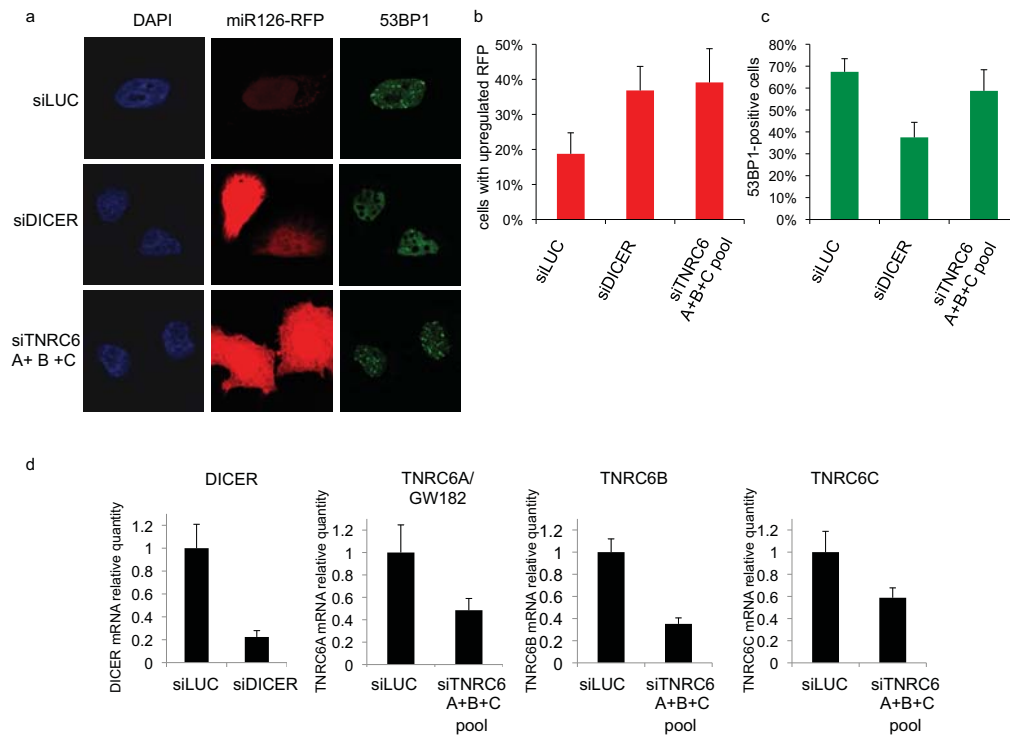 a
DAPI
miR126-RFP
53BP1
siLUC
siDICER
siTNRC6
A+ B +C
b
cells with upregulated RFP
50%
40%
30%
20%
10%
0%
siLUC
siDICER
siTNRC6
A+B+C pool
c
53BP1-positive cells
80%
70%
60%
50%
40%
30%
20%
10%
0%
siLUC
siDICER
siTNRC6
A+B+C pool
d
DICER
DICER mRNA relative quantity
1.2
1
0.8
0.6
0.4
0.2
0
siLUC
siDICER
TNRC6A/
GW182
TNRC6A mRNA relative quantity
1.2
1
0.8
0.6
0.4
0.2
0
siLUC
siTNRC6
A+B+C
pool
TNRC6B
TNRC6B mRNA relative quantity
1.2
1
0.8
0.6
0.4
0.2
0
siLUC
siTNRC6
A+B+C
pool
TNRC6C
TNRC6C mRNA relative quantity
1.2
1
0.8
0.6
0.4
0.2
0
siLUC
siTNRC6
A+B+C
pool